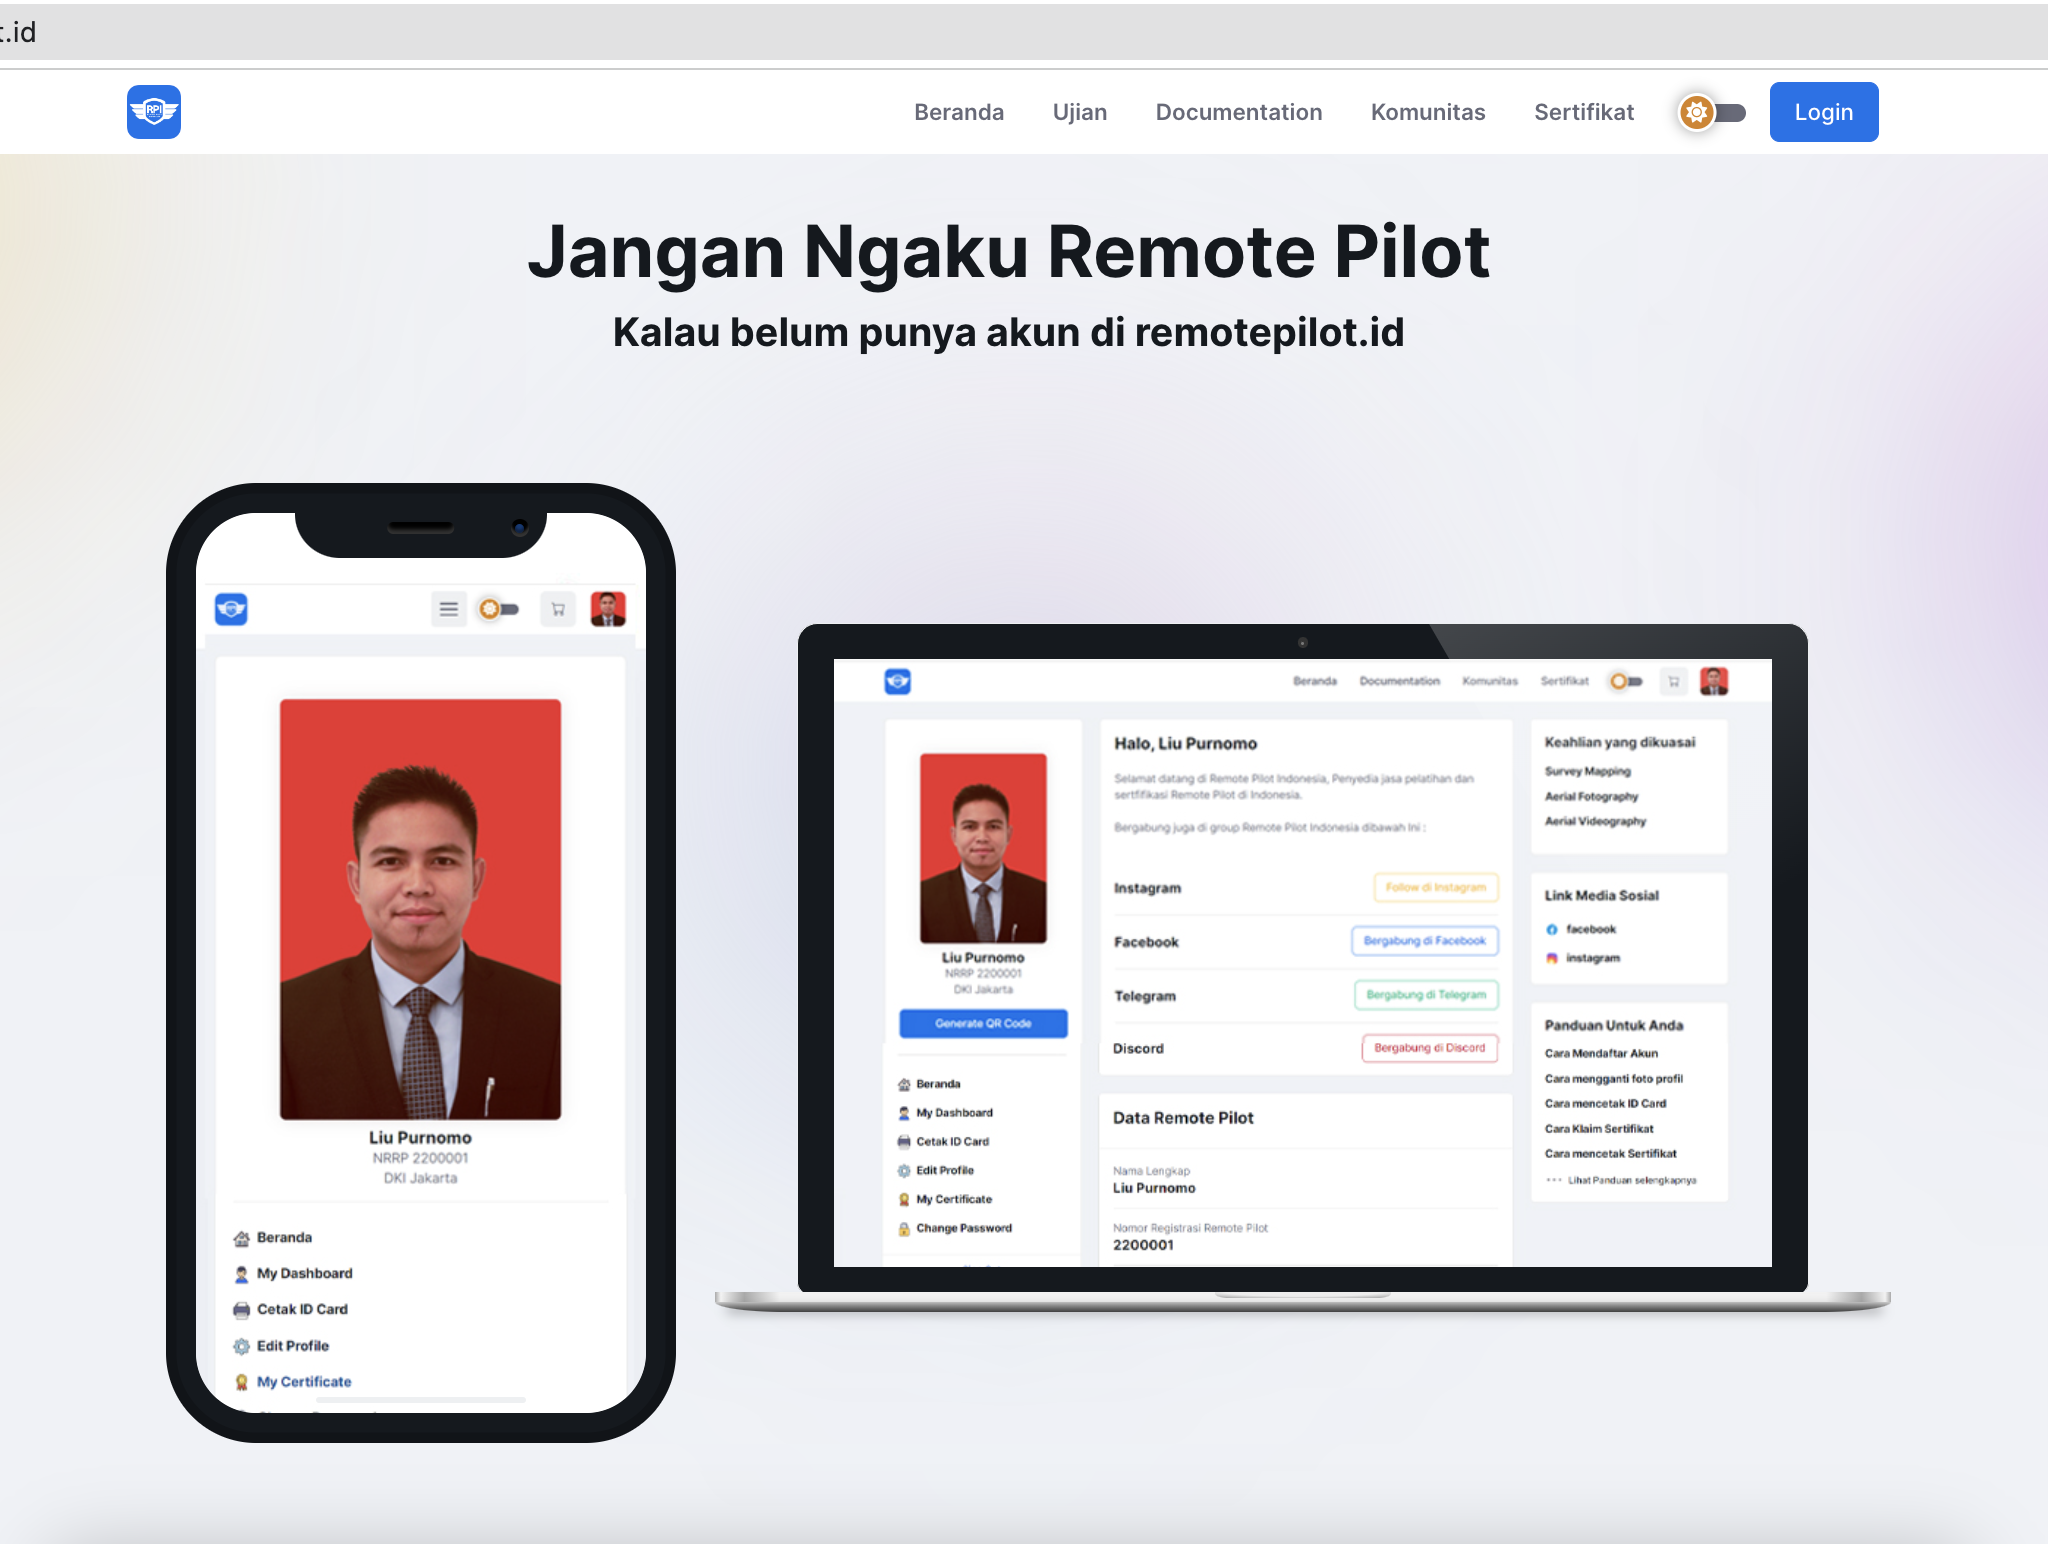 t.id
RPI
Beranda Ujian Documentation Komunitas Sertifikat Login
Jangan Ngaku Remote Pilot
Kalau belum punya akun di remotepilot.id
Liu Purnomo
NRRP 2200001
DKI Jakarta
Beranda
My Dashboard
Cetak ID Card
Edit Profile
My Certificate
Beranda Documentation Komunitas Sertifikat
Liu Purnomo
NRRP 2200001
DKI Jakarta
Generate QR Code
Beranda
My Dashboard
Cetak ID Card
Edit Profile
My Certificate
Change Password
Halo, Liu Purnomo
Selamat datang di Remote Pilot Indonesia, Penyedia jasa pelatihan dan
sertfifikasi Remote Pilot di Indonesia.
Bergabung juga di group Remote Pilot Indonesia dibawah Ini :
Instagram Follow di Instagram
Facebook Bergabung di Facebook
Telegram Bergabung di Telegram
Discord Bergabung di Discord
Data Remote Pilot
Nama Lengkap
Liu Purnomo
Nomor Registrasi Remote Pilot
2200001
Keahlian yang dikuasai
Survey Mapping
Aerial Fotography
Aerial Videography
Link Media Sosial
facebook
instagram
Panduan Untuk Anda
Cara Mendaftar Akun
Cara mengganti foto profil
Cara mencetak ID Card
Cara Klaim Sertifikat
Cara mencetak Sertifikat
... Lihat Panduan selengkapnya